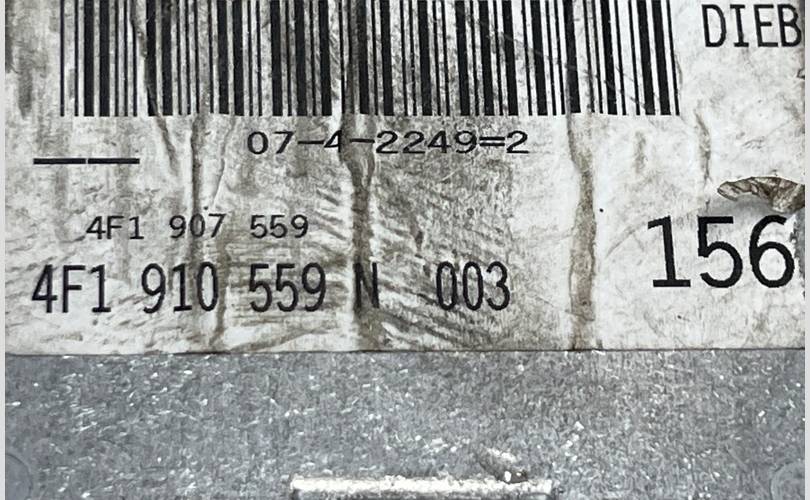 DIEB
07-4-2249=2
4F1 907 559
4F1 910 559 N 003
156